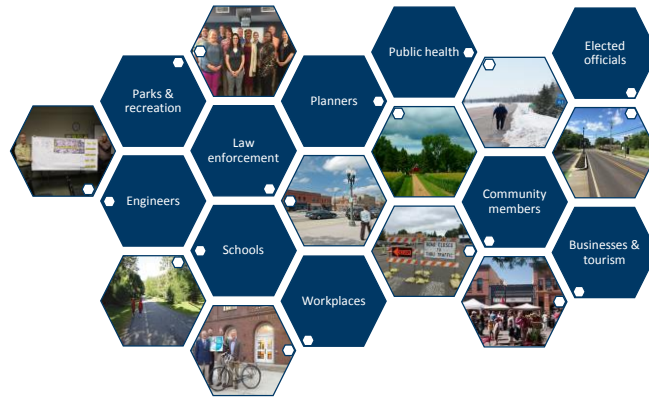 Public health
Elected
officials
Parks &
recreation
Planners
Law
enforcement
Engineers
Community
members
Schools
Businesses &
tourism
Workplaces
ROAD CLOSED
TO
THRU TRAFFIC